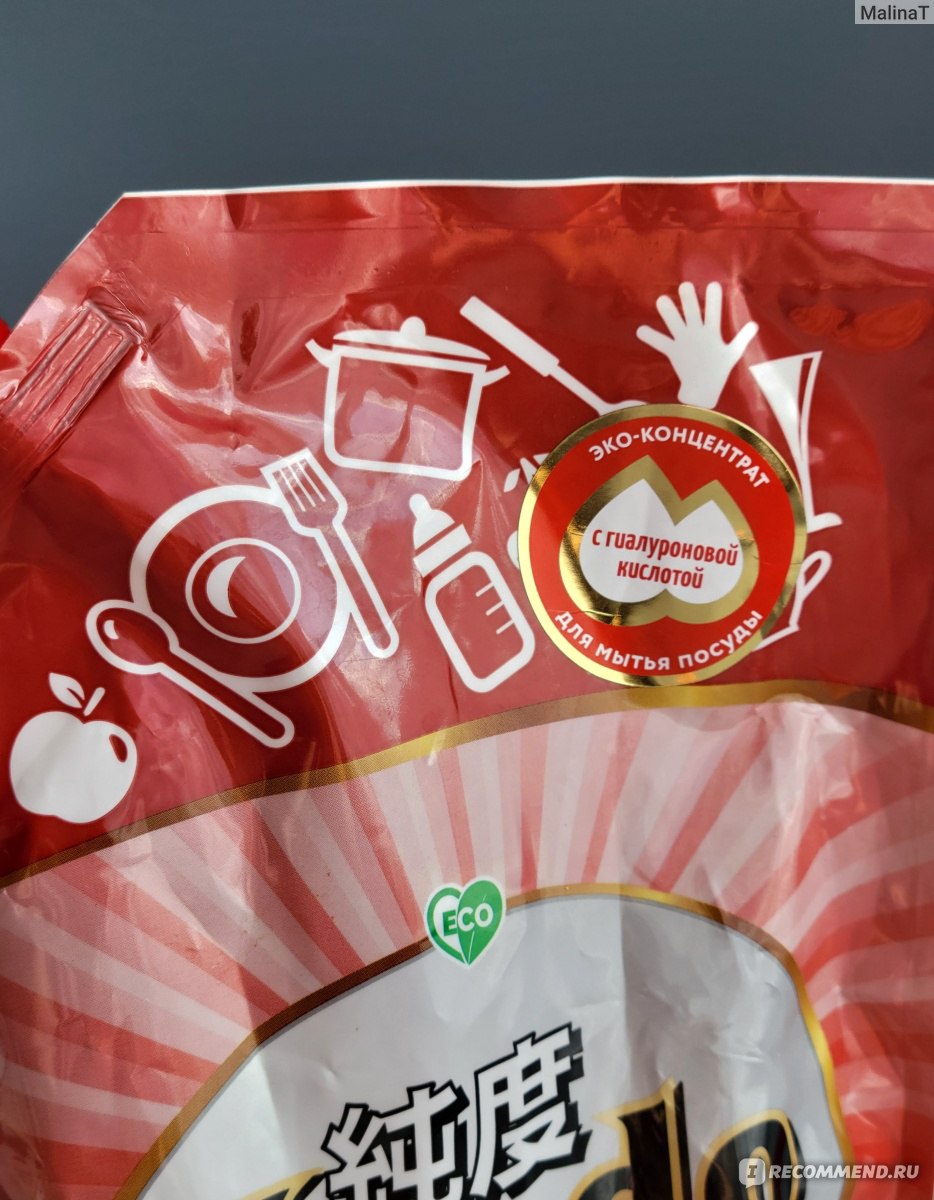 MalinaT
ЭКО-КОНЦЕНТРАТ
С ГИАЛУРОНОВОЙ
КИСЛОТОЙ
ДЛЯ МЫТЬЯ ПОСУДЫ
ECO
純度
RECOMMEND.RU